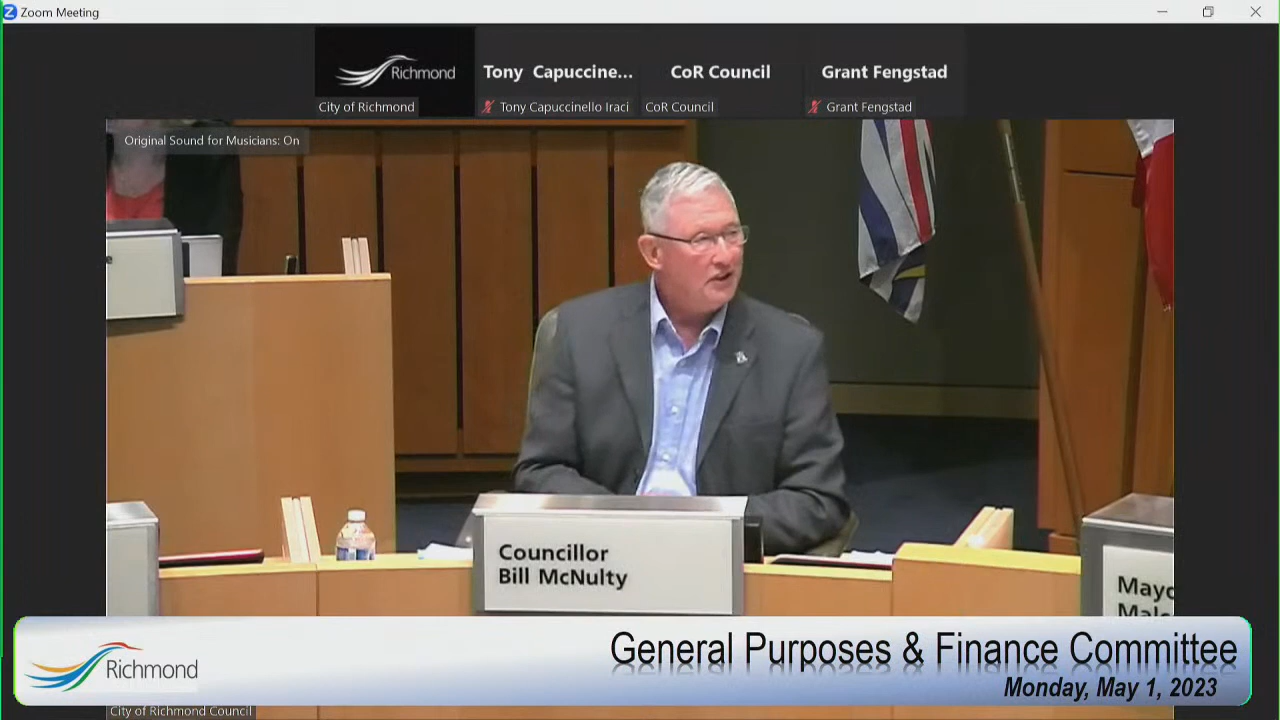 Zoom Meeting
Richmond
Tony Capuccine...
CoR Council
Grant Fengstad
City of Richmond
Tony Capuccinello Iraci
CoR Council
Grant Fengstad
Original Sound for Musicians: On
Councillor
Bill McNulty
Mayo
Malc
General Purposes & Finance Committee
Richmond
Monday, May 1, 2023
City of Richmond Council